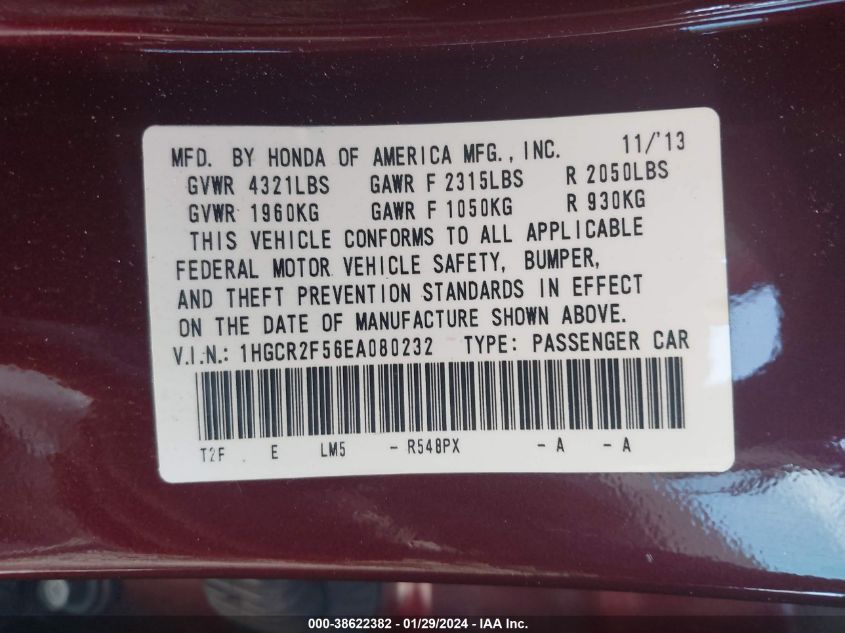 MFD. BY HONDA OF AMERICA MFG., INC. 11/'13
GVWR 4321LBS GAWR F 2315LBS R 2050LBS
GVWR 1960KG GAWR F 1050KG R 930KG
THIS VEHICLE CONFORMS TO ALL APPLICABLE
FEDERAL MOTOR VEHICLE SAFETY, BUMPER,
AND THEFT PREVENTION STANDARDS IN EFFECT
ON THE DATE OF MANUFACTURE SHOWN ABOVE.
V.I.N.: 1HGCR2F56EA080232 TYPE: PASSENGER CAR
T2F E LM5 - R548PX - A - A
000-38622382 - 01/29/2024 - IAA Inc.